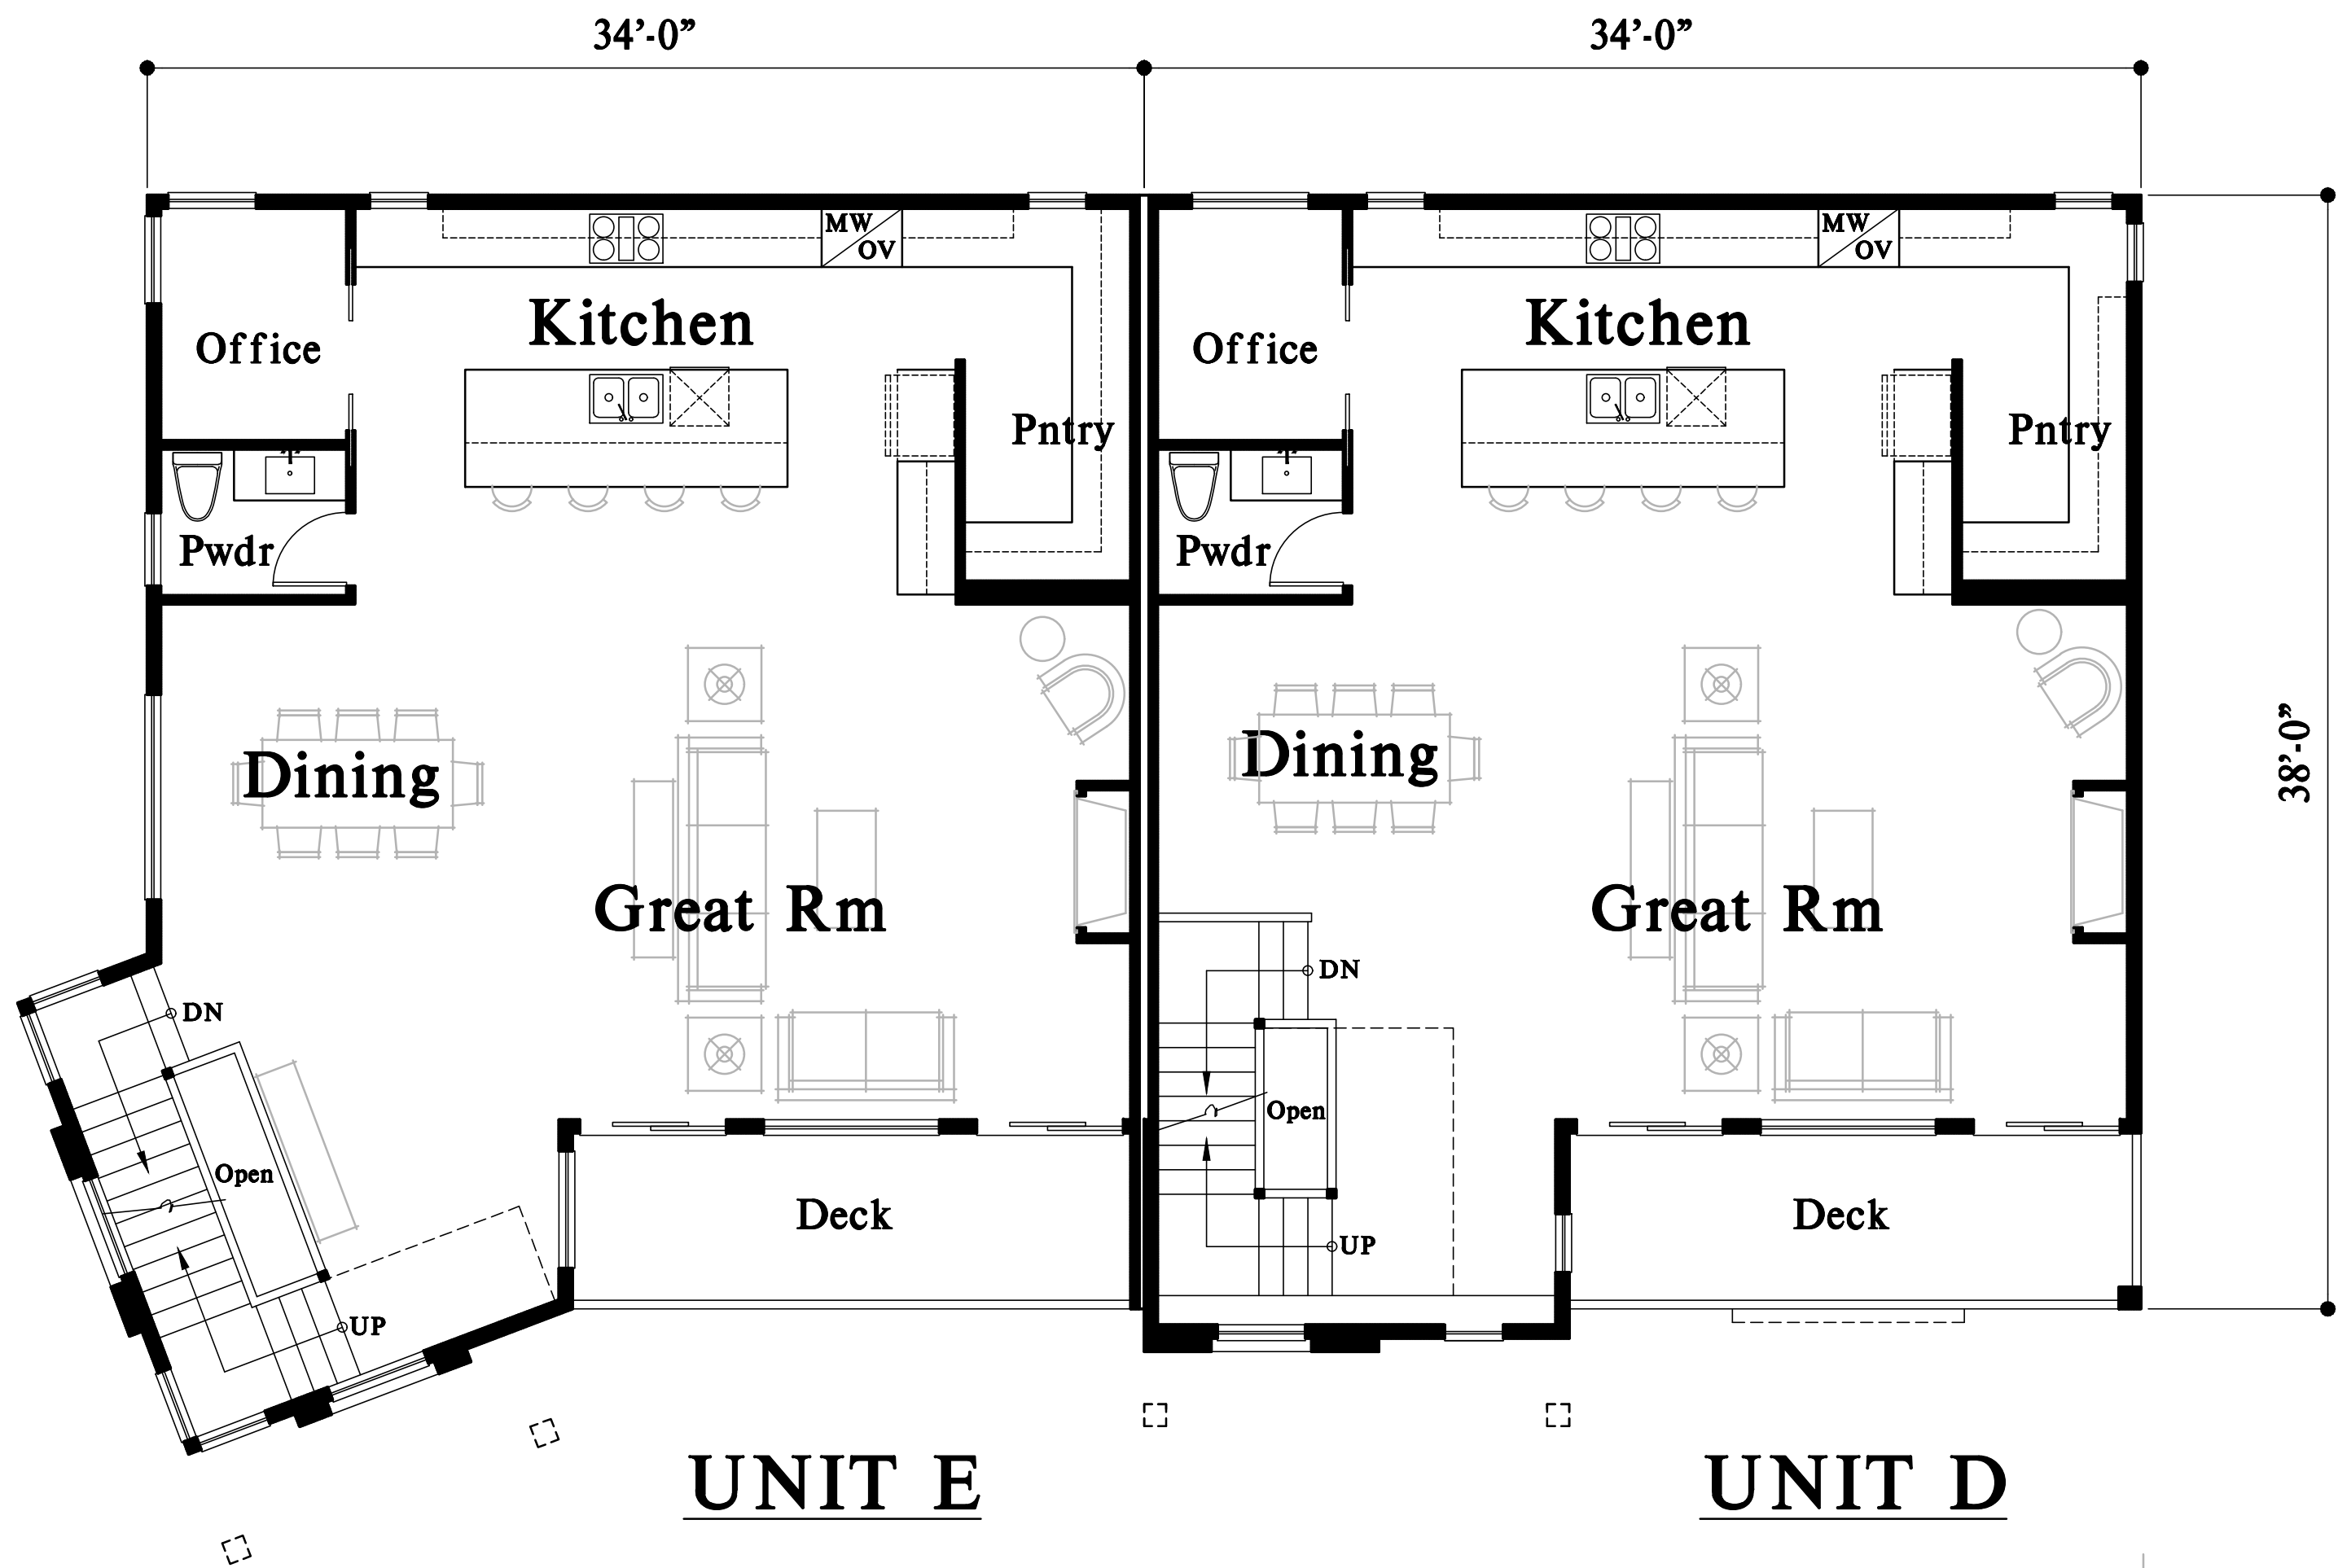 34’-0”
34’-0”
MW
OV
MW
OV
Kitchen
Kitchen
Office
Office
Pntry
Pntry
Pwdr
Pwdr
Dining
Dining
38’-0”
Great Rm
Great Rm
DN
DN
Open
Open
Deck
Deck
UP
UP
UNIT E
UNIT D